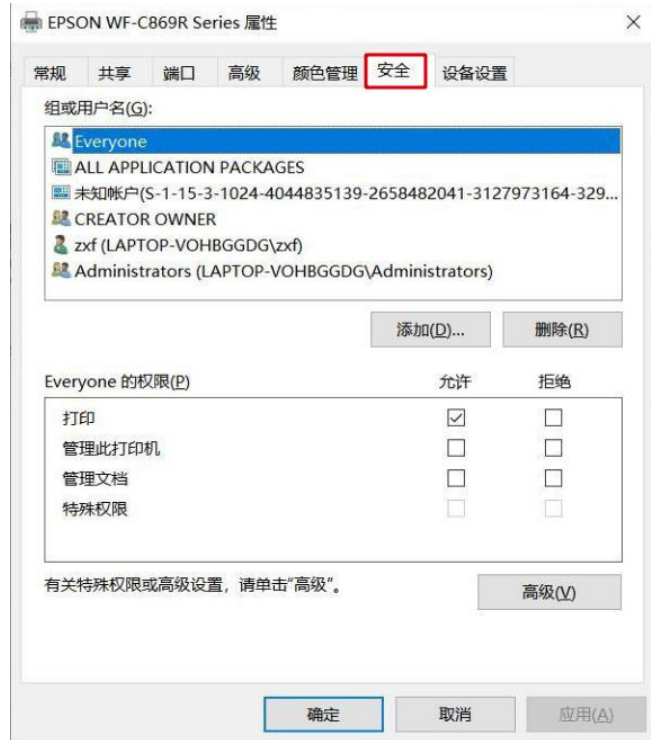 EPSON WF-C869R Series 属性
常规 共享 端口 高级 颜色管理 安全 设备设置
组或用户名(G):
Everyone
ALL APPLICATION PACKAGES
未知帐户(S-1-15-3-1024-4044835139-2658482041-3127973164-329...
CREATOR OWNER
zxf (LAPTOP-VOHBGGDG\zxf)
Administrators (LAPTOP-VOHBGGDG\Administrators)
添加(D)... 删除(R)
Everyone 的权限(P) 允许 拒绝
打印
管理此打印机
管理文档
特殊权限
有关特殊权限或高级设置，请单击"高级"。 高级(V)
确定 取消 应用(A)